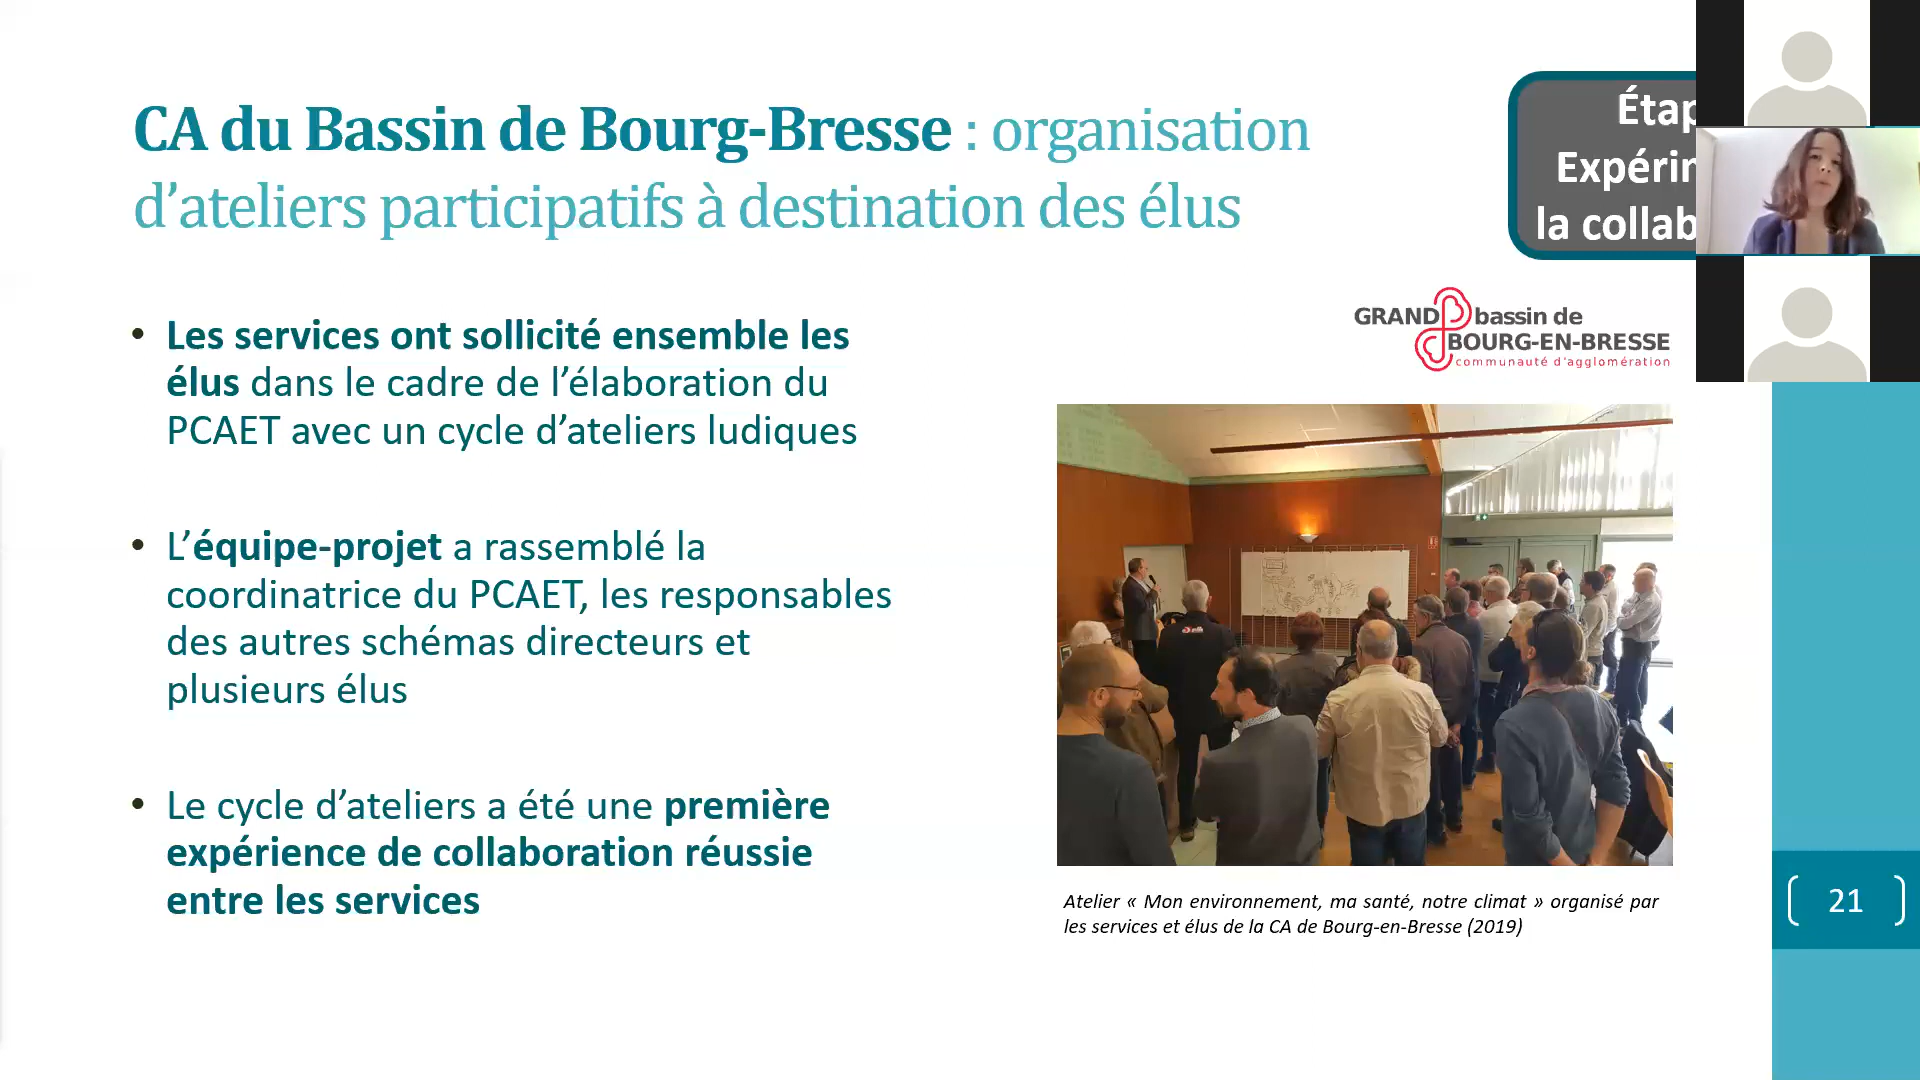 CA du Bassin de Bourg-Bresse : organisation
d’ateliers participatifs à destination des élus
Étap
Expérin
la collab
GRAND bassin de
BOURG-EN-BRESSE
communauté d'agglomération
• Les services ont sollicité ensemble les
élus dans le cadre de l’élaboration du
PCAET avec un cycle d’ateliers ludiques
• L’équipe-projet a rassemblé la
coordinatrice du PCAET, les responsables
des autres schémas directeurs et
plusieurs élus
• Le cycle d’ateliers a été une première
expérience de collaboration réussie
entre les services
Atelier « Mon environnement, ma santé, notre climat » organisé par
les services et élus de la CA de Bourg-en-Bresse (2019)
21